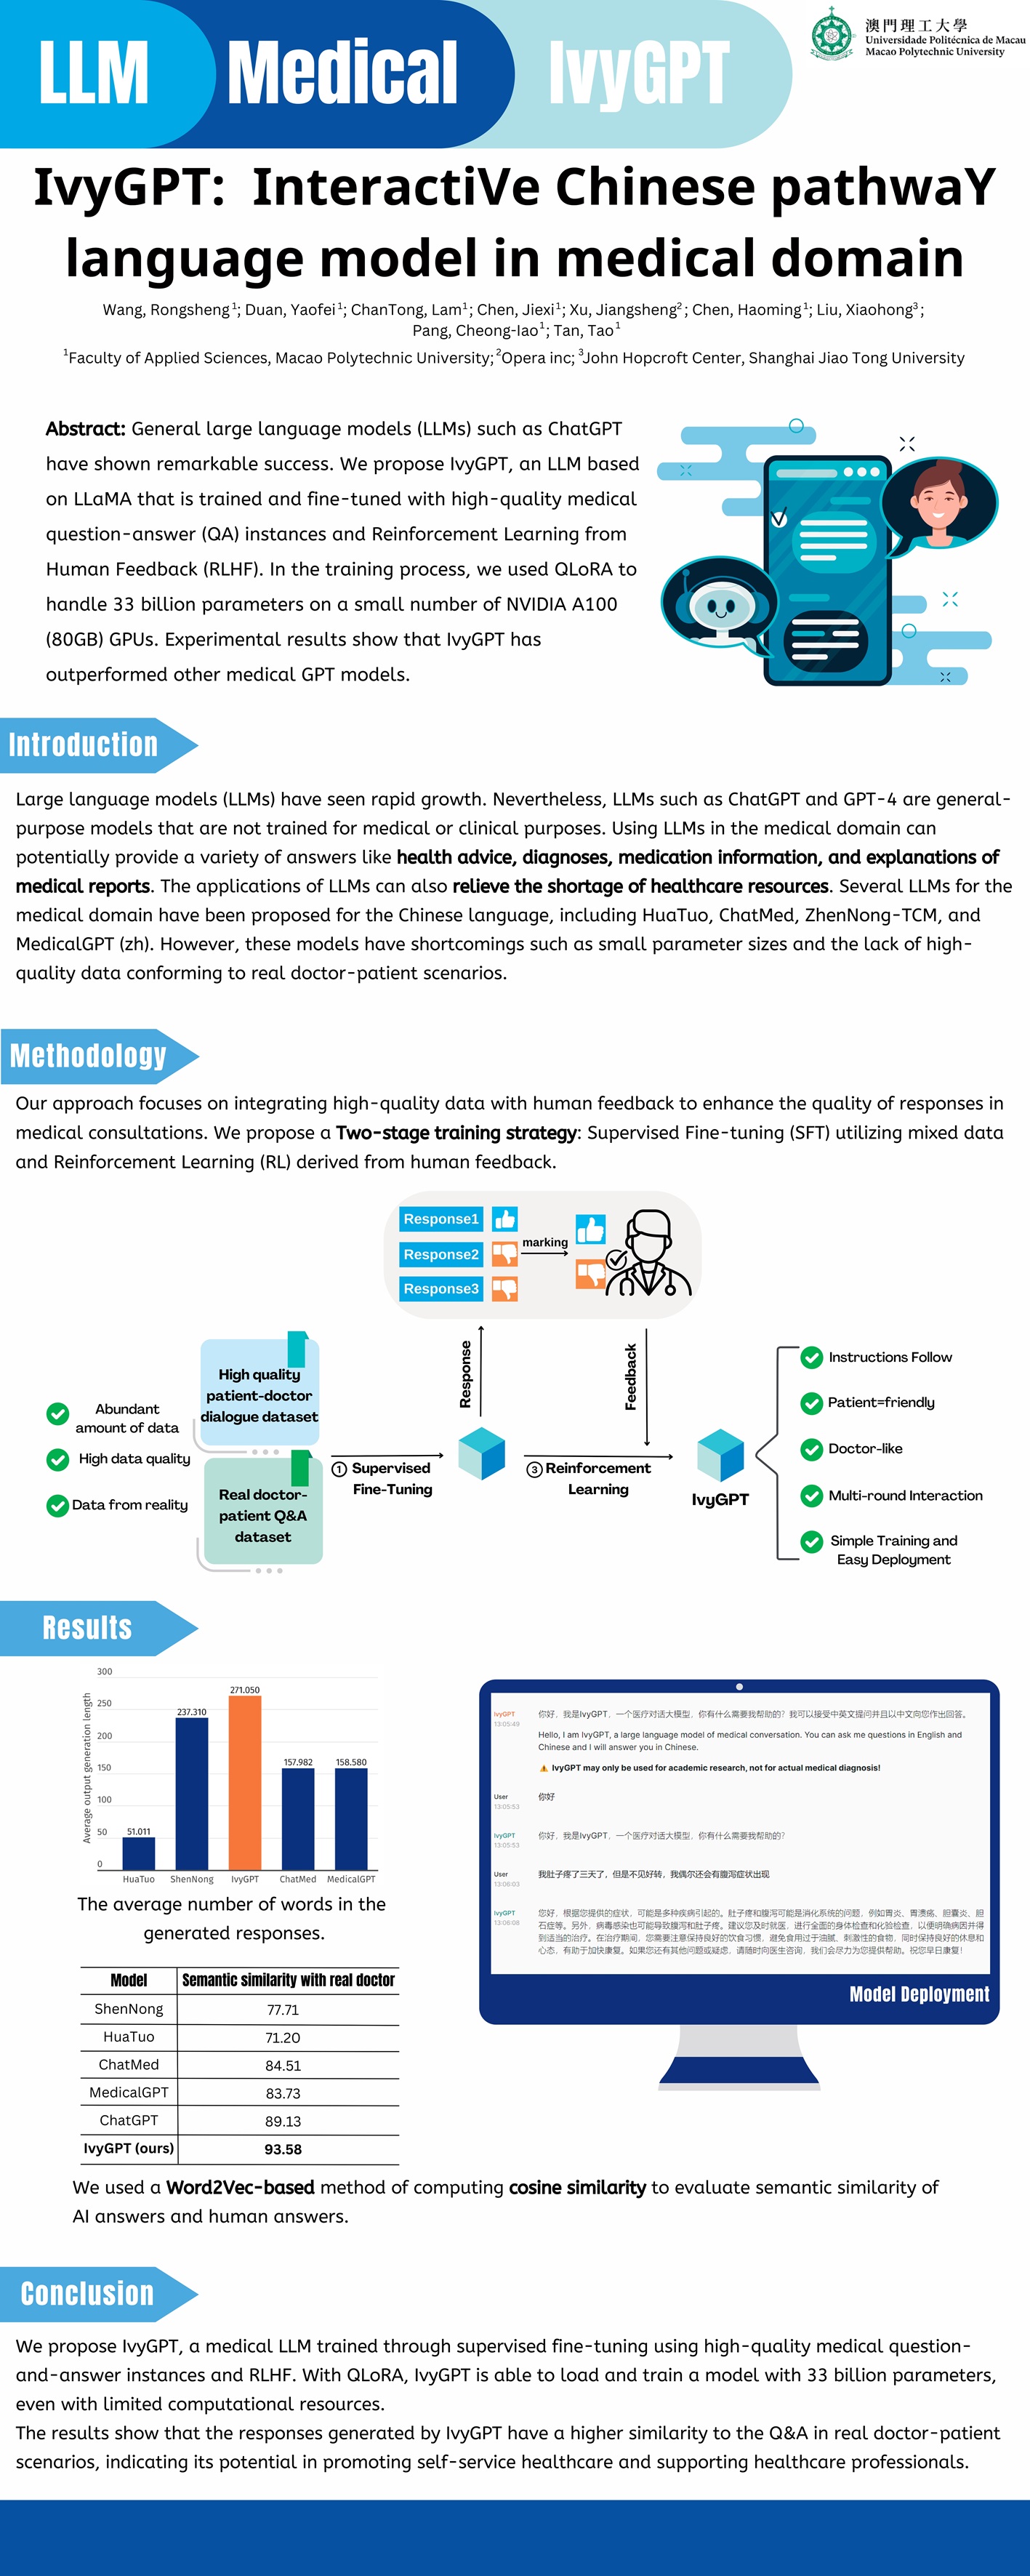 LLM Medical IvyGPT
澳門理工大學
Universidade Politécnica de Macau
Macao Polytechnic University
IvyGPT: InteractiVe Chinese pathwaY
language model in medical domain
Wang, Rongsheng¹; Duan, Yaofei¹; ChanTong, Lam¹; Chen, Jiexi¹; Xu, Jiangsheng²; Chen, Haoming¹; Liu, Xiaohong³;
Pang, Cheong-Iao¹; Tan, Tao¹
¹Faculty of Applied Sciences, Macao Polytechnic University; ²Opera inc; ³John Hopcroft Center, Shanghai Jiao Tong University
Abstract: General large language models (LLMs) such as ChatGPT
have shown remarkable success. We propose IvyGPT, an LLM based
on LLaMA that is trained and fine-tuned with high-quality medical
question-answer (QA) instances and Reinforcement Learning from
Human Feedback (RLHF). In the training process, we used QLoRA to
handle 33 billion parameters on a small number of NVIDIA A100
(80GB) GPUs. Experimental results show that IvyGPT has
outperformed other medical GPT models.
Introduction
Large language models (LLMs) have seen rapid growth. Nevertheless, LLMs such as ChatGPT and GPT-4 are general-
purpose models that are not trained for medical or clinical purposes. Using LLMs in the medical domain can
potentially provide a variety of answers like health advice, diagnoses, medication information, and explanations of
medical reports. The applications of LLMs can also relieve the shortage of healthcare resources. Several LLMs for the
medical domain have been proposed for the Chinese language, including HuaTuo, ChatMed, ZhenNong-TCM, and
MedicalGPT (zh). However, these models have shortcomings such as small parameter sizes and the lack of high-
quality data conforming to real doctor-patient scenarios.
Methodology
Our approach focuses on integrating high-quality data with human feedback to enhance the quality of responses in
medical consultations. We propose a Two-stage training strategy: Supervised Fine-tuning (SFT) utilizing mixed data
and Reinforcement Learning (RL) derived from human feedback.
Response1
Response2
Response3
marking
Response
Feedback
Abundant
amount of data
High data quality
Data from reality
High quality
patient-doctor
dialogue dataset
Real doctor-
patient Q&A
dataset
① Supervised
Fine-Tuning
③ Reinforcement
Learning
IvyGPT
Instructions Follow
Patient=friendly
Doctor-like
Multi-round Interaction
Simple Training and
Easy Deployment
Results
Average output generation length
300
250
200
150
100
50
0
51.011
237.310
271.050
157.982
158.580
HuaTuo ShenNong IvyGPT ChatMed MedicalGPT
The average number of words in the
generated responses.
Model Semantic similarity with real doctor
ShenNong 77.71
HuaTuo 71.20
ChatMed 84.51
MedicalGPT 83.73
ChatGPT 89.13
IvyGPT (ours) 93.58
IvyGPT
13:05:49
你好，我是IvyGPT，一个医疗对话大模型，你有什么需要我帮助的？我可以接受中英文提问并且以中文向您作出回答。
Hello, I am IvyGPT, a large language model of medical conversation. You can ask me questions in English and
Chinese and I will answer you in Chinese.
⚠ IvyGPT may only be used for academic research, not for actual medical diagnosis!
User
13:05:53
你好
IvyGPT
13:05:53
你好，我是IvyGPT，一个医疗对话大模型，你有什么需要我帮助的？
User
13:06:03
我肚子疼了三天了，但是不见好转，我偶尔还会有腹泻症状出现
IvyGPT
13:06:08
您好，根据您提供的症状，可能是多种疾病引起的。肚子疼和腹泻可能是消化系统的问题，例如胃炎、胃溃疡、胆囊炎、胆
石症等。另外，病毒感染也可能导致腹泻和肚子疼。建议您及时就医，进行全面的身体检查和化验检查，以便明确病因并得
到适当的治疗。在治疗期间，您需要注意保持良好的饮食习惯，避免食用过于油腻、刺激性的食物，同时保持良好的休息和
心态，有助于加快康复。如果您还有其他问题或疑虑，请随时向医生咨询，我们会尽力为您提供帮助。祝您早日康复！
Model Deployment
We used a Word2Vec-based method of computing cosine similarity to evaluate semantic similarity of
AI answers and human answers.
Conclusion
We propose IvyGPT, a medical LLM trained through supervised fine-tuning using high-quality medical question-
and-answer instances and RLHF. With QLoRA, IvyGPT is able to load and train a model with 33 billion parameters,
even with limited computational resources.
The results show that the responses generated by IvyGPT have a higher similarity to the Q&A in real doctor-patient
scenarios, indicating its potential in promoting self-service healthcare and supporting healthcare professionals.